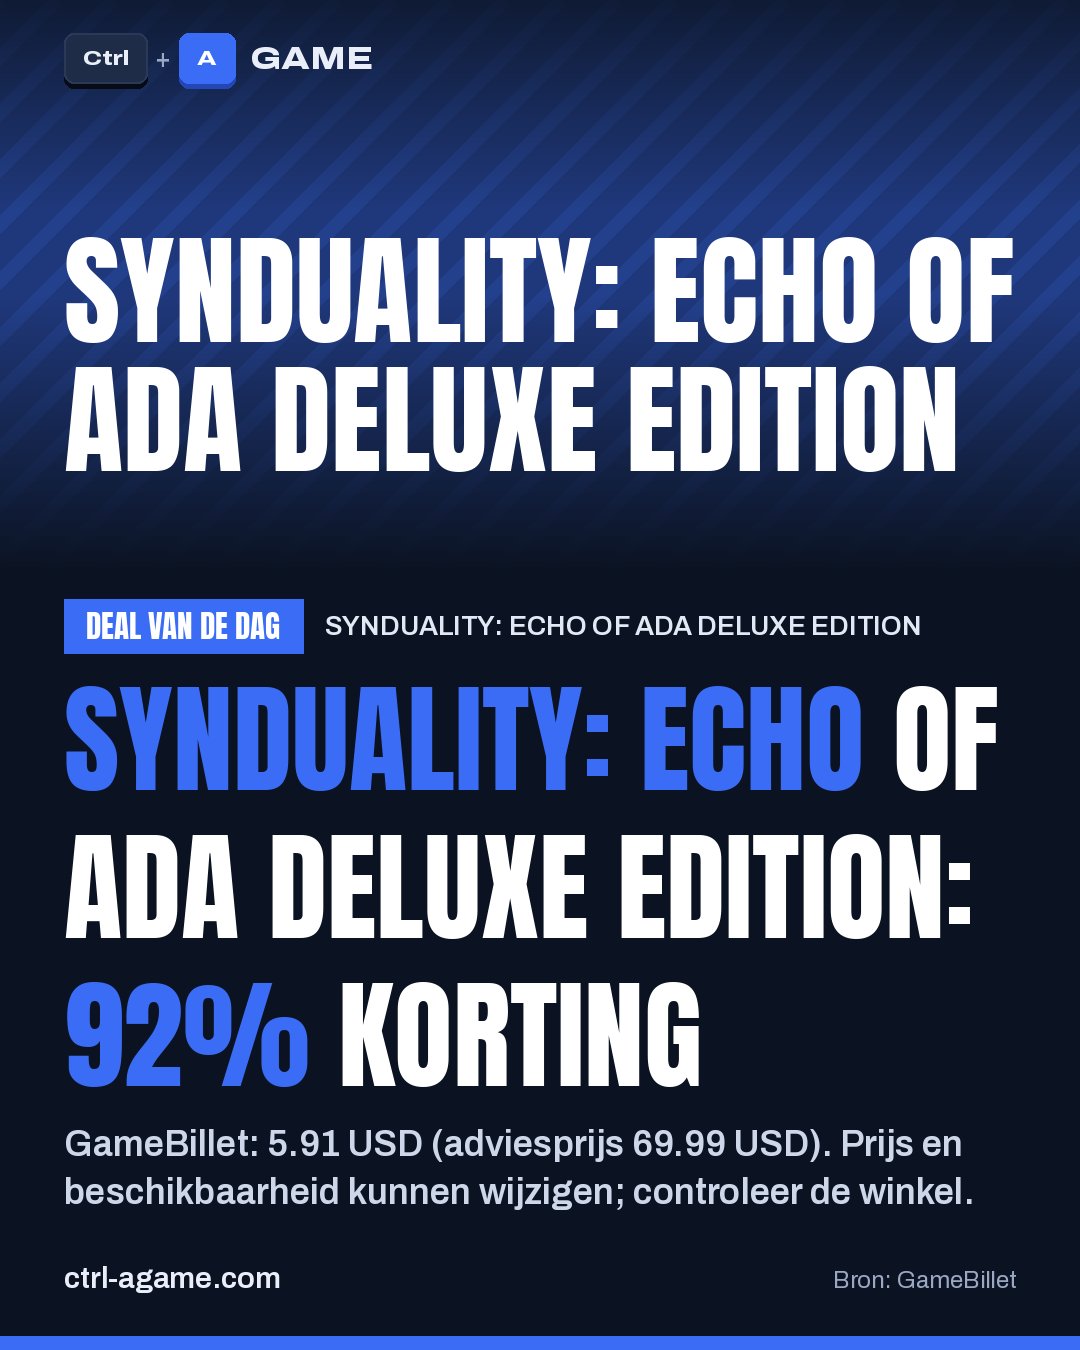 Ctrl + A GAME
SYNDUALITY: ECHO OF
ADA DELUXE EDITION
DEAL VAN DE DAG SYNDUALITY: ECHO OF ADA DELUXE EDITION
SYNDUALITY: ECHO OF
ADA DELUXE EDITION:
92% KORTING
GameBillet: 5.91 USD (adviesprijs 69.99 USD). Prijs en
beschikbaarheid kunnen wijzigen; controleer de winkel.
ctrl-agame.com Bron: GameBillet